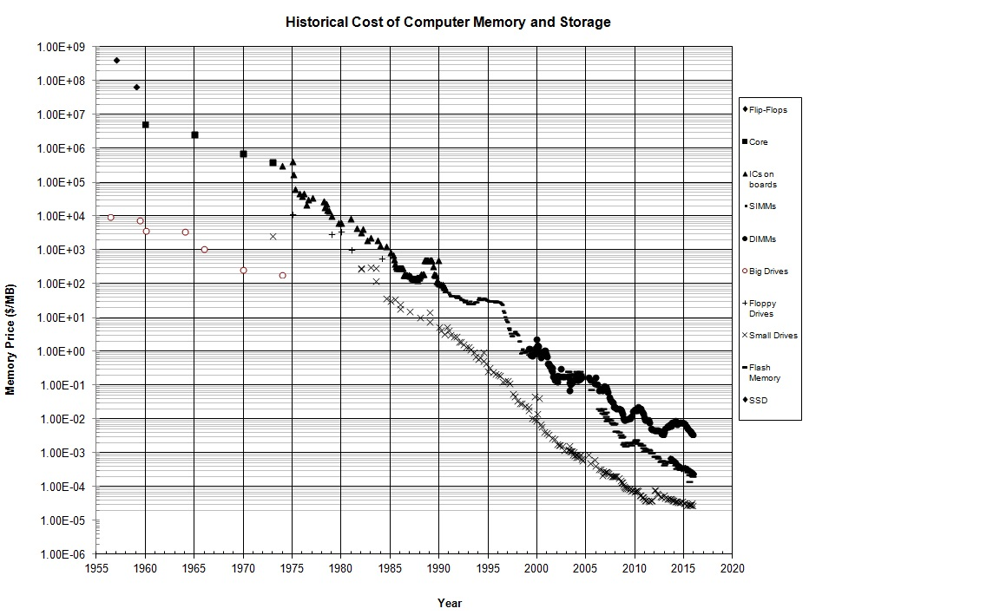 Historical Cost of Computer Memory and Storage
1.00E+09
1.00E+08
1.00E+07
1.00E+06
1.00E+05
1.00E+04
1.00E+03
1.00E+02
1.00E+01
1.00E+00
1.00E-01
1.00E-02
1.00E-03
1.00E-04
1.00E-05
1.00E-06
Memory Price ($/MB)
1955 1960 1965 1970 1975 1980 1985 1990 1995 2000 2005 2010 2015 2020
Year
Flip-Flops
Core
ICs on
boards
SIMMs
DIMMs
Big Drives
Floppy
Drives
Small Drives
Flash
Memory
SSD